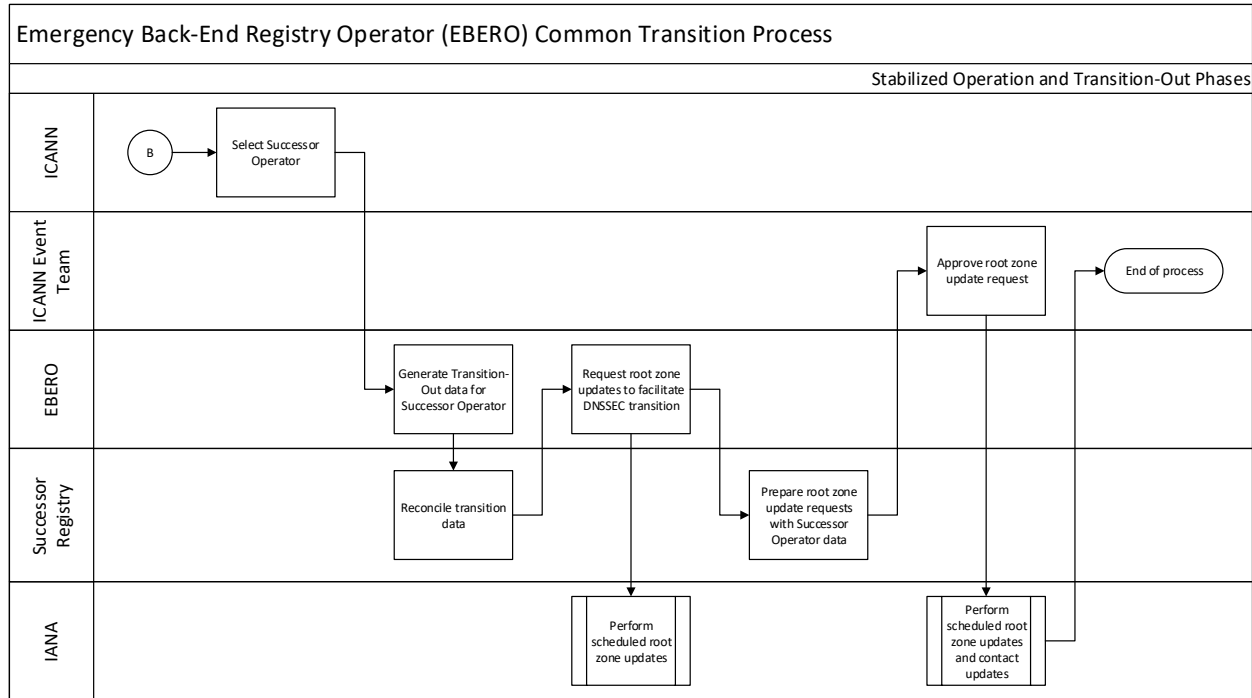 Emergency Back-End Registry Operator (EBERO) Common Transition Process
Stabilized Operation and Transition-Out Phases
ICANN
B
Select Successor
Operator
ICANN Event
Team
Approve root zone
update request
End of process
EBERO
Generate Transition-
Out data for
Successor Operator
Request root zone
updates to facilitate
DNSSEC transition
Successor
Registry
Reconcile transition
data
Prepare root zone
update requests
with Successor
Operator data
IANA
Perform
scheduled root
zone updates
Perform
scheduled root
zone updates
and contact
updates